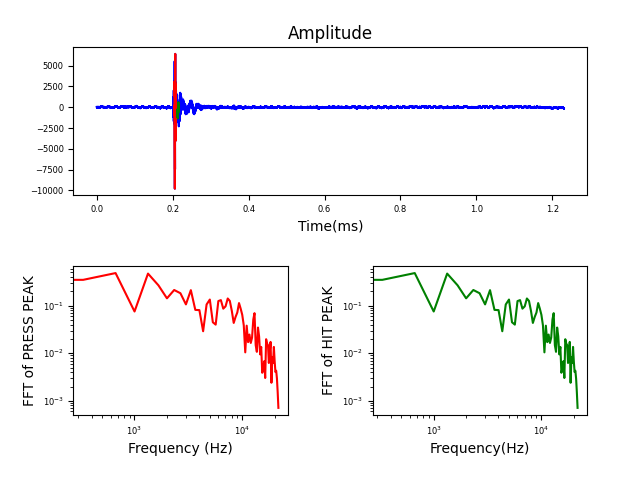 Amplitude
5000
2500
0
−2500
−5000
−7500
−10000
0.0 0.2 0.4 0.6 0.8 1.0 1.2
Time(ms)
FFT of PRESS PEAK
10⁻¹
10⁻²
10⁻³
10³ 10⁴
Frequency (Hz)
FFT of HIT PEAK
10⁻¹
10⁻²
10⁻³
10³ 10⁴
Frequency(Hz)